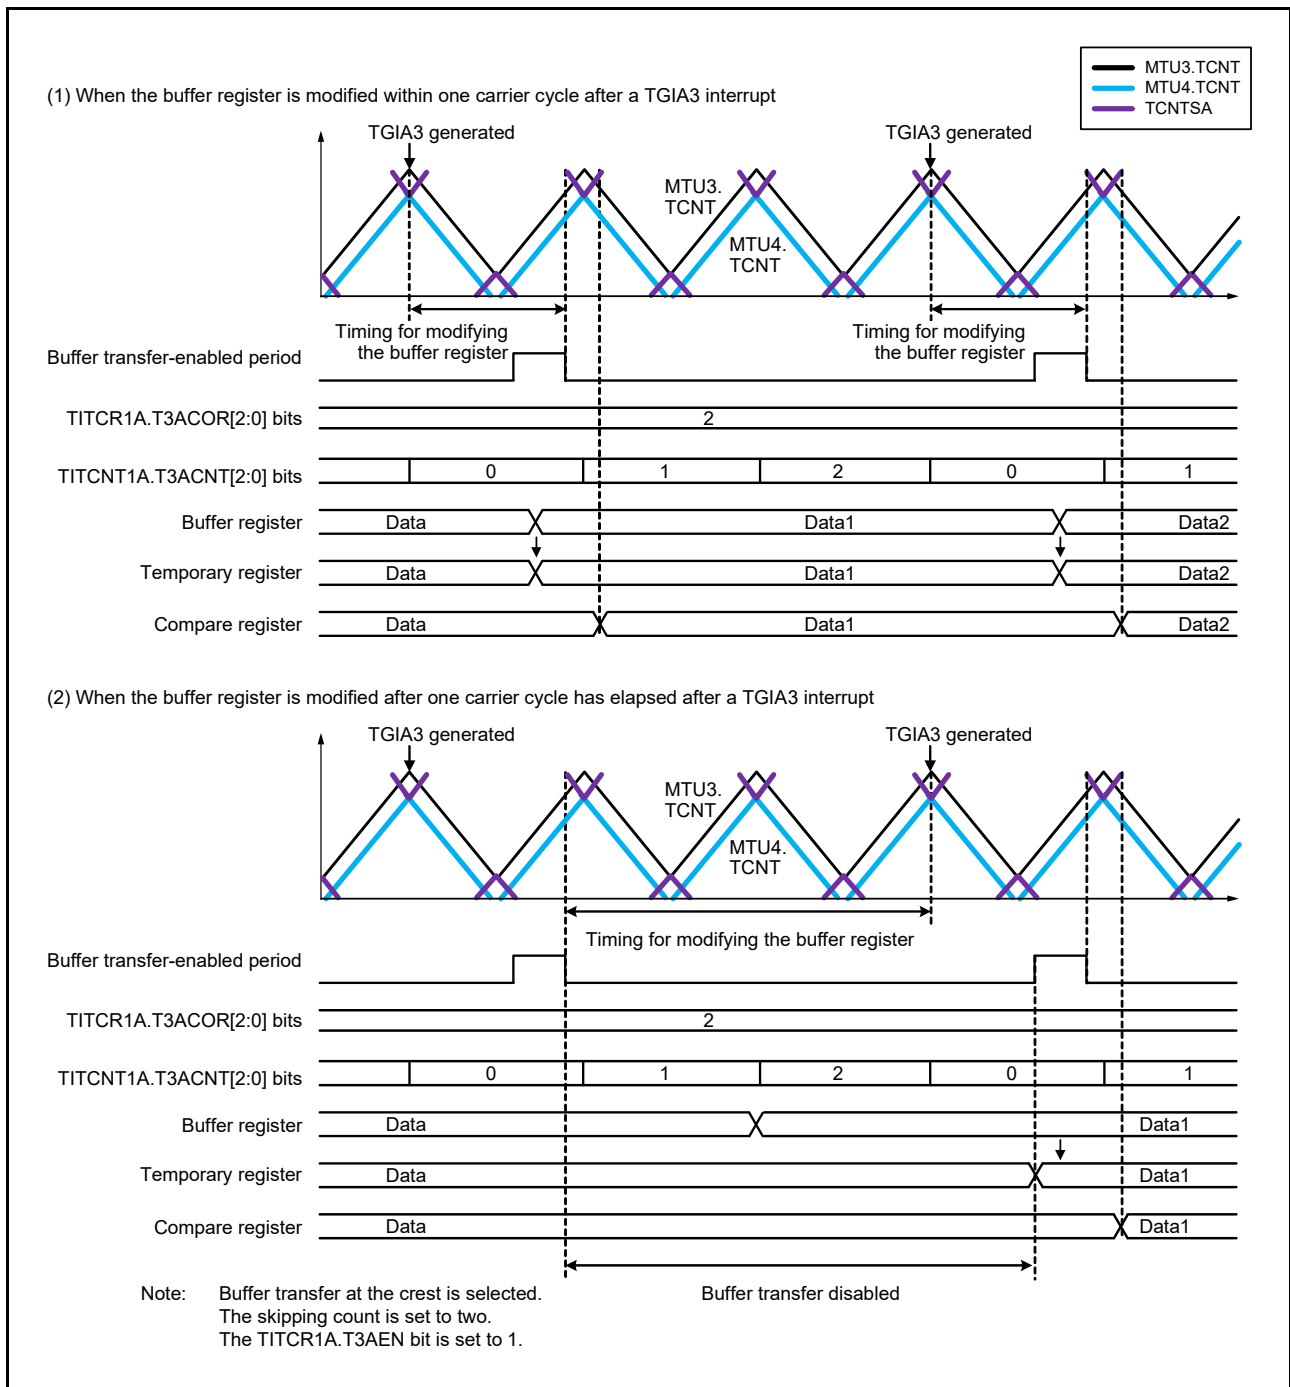 MTU3.TCNT
MTU4.TCNT
TCNTSA
(1) When the buffer register is modified within one carrier cycle after a TGIA3 interrupt
TGIA3 generated
TGIA3 generated
MTU3.
TCNT
MTU4.
TCNT
Timing for modifying
the buffer register
Timing for modifying
the buffer register
Buffer transfer-enabled period
TITCR1A.T3ACOR[2:0] bits
2
TITCNT1A.T3ACNT[2:0] bits
0 1 2 0 1
Buffer register
Data Data1 Data2
Temporary register
Data Data1 Data2
Compare register
Data Data1 Data2
(2) When the buffer register is modified after one carrier cycle has elapsed after a TGIA3 interrupt
TGIA3 generated
TGIA3 generated
MTU3.
TCNT
MTU4.
TCNT
Timing for modifying the buffer register
Buffer transfer-enabled period
TITCR1A.T3ACOR[2:0] bits
2
TITCNT1A.T3ACNT[2:0] bits
0 1 2 0 1
Buffer register
Data Data1
Temporary register
Data Data1
Compare register
Data Data1
Buffer transfer disabled
Note: Buffer transfer at the crest is selected.
The skipping count is set to two.
The TITCR1A.T3AEN bit is set to 1.